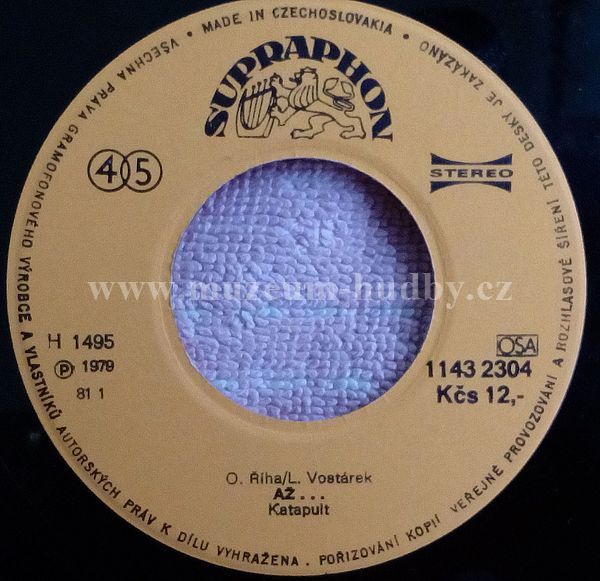 VŠECHNA PRÁVA GRAMOFONOVÉHO VÝROBCE A VLASTNÍKŮ AUTORSKÝCH PRÁV K DÍLU VYHRAŽENA . POŘIZOVÁNÍ KOPIÍ VEŘEJNÉ PROVOZOVÁNÍ A ROZHLASOVÉ ŠÍŘENÍ TÉTO DESKY JE ZAKÁZÁNO
• MADE IN CZECHOSLOVAKIA •
SUPRAPHON
45
STEREO
www.muzeum-hudby.cz
H 1495
Ⓟ 1979
81 1
OSA
1143 2304
Kčs 12,-
O. Říha/L. Vostárek
AŽ...
Katapult